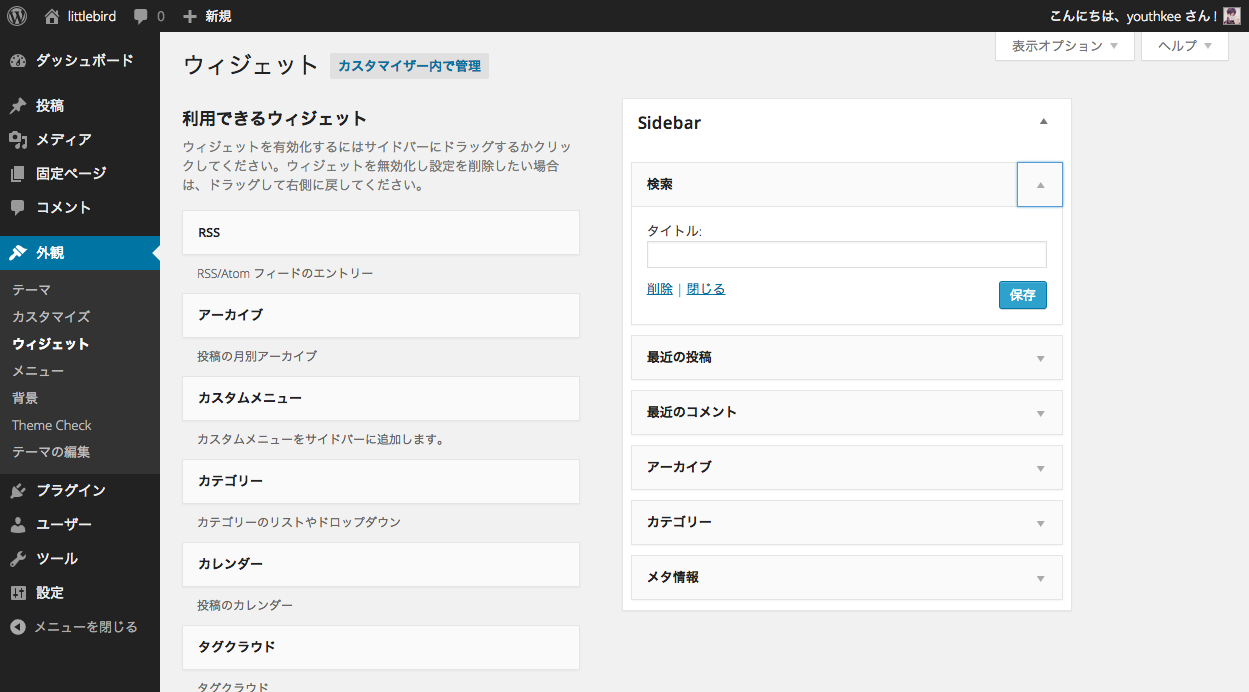 littlebird
0
新規
こんにちは、youthkee さん !
ダッシュボード
投稿
メディア
固定ページ
コメント
外観
テーマ
カスタマイズ
ウィジェット
メニュー
背景
Theme Check
テーマの編集
プラグイン
ユーザー
ツール
設定
メニューを閉じる
表示オプション
ヘルプ
ウィジェット
カスタマイザー内で管理
利用できるウィジェット
ウィジェットを有効化するにはサイドバーにドラッグするかクリッ
クしてください。ウィジェットを無効化し設定を削除したい場合
は、ドラッグして右側に戻してください。
RSS
RSS/Atom フィードのエントリー
アーカイブ
投稿の月別アーカイブ
カスタムメニュー
カスタムメニューをサイドバーに追加します。
カテゴリー
カテゴリーのリストやドロップダウン
カレンダー
投稿のカレンダー
タグクラウド
タグクラウド
Sidebar
検索
タイトル:
削除 | 閉じる
保存
最近の投稿
最近のコメント
アーカイブ
カテゴリー
メタ情報